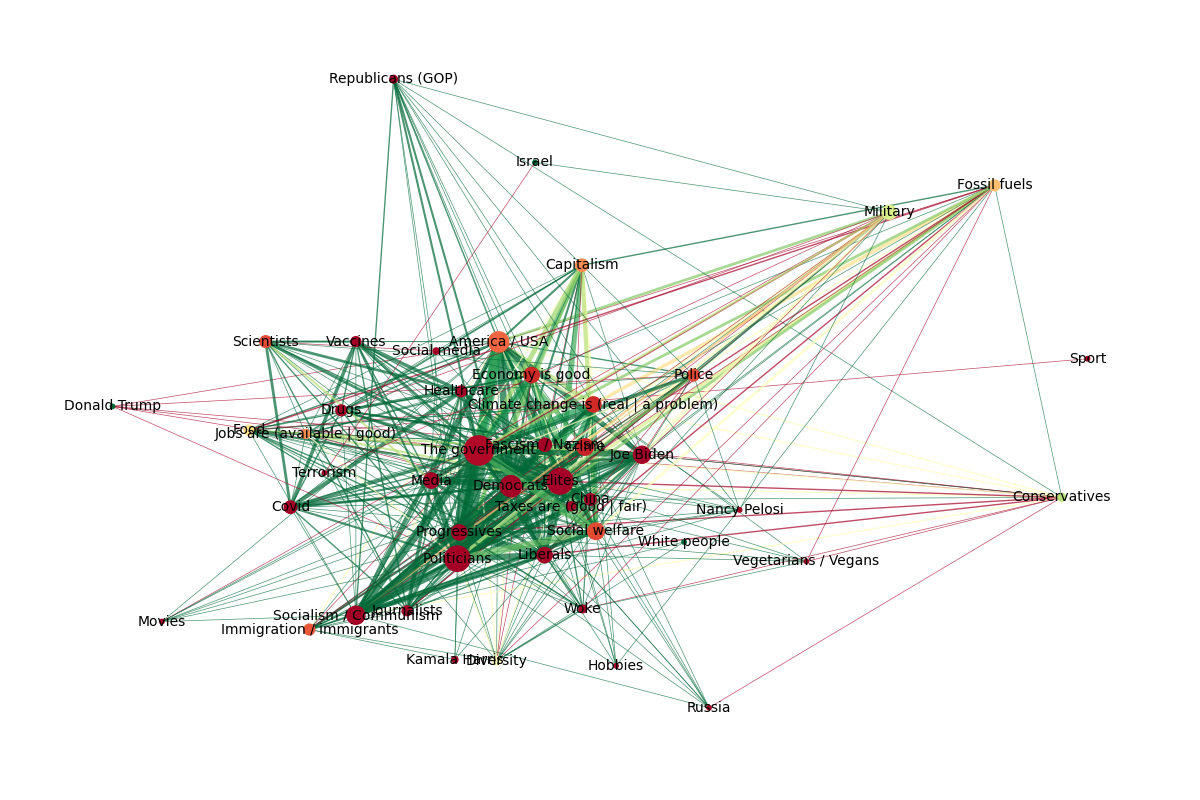 Republicans (GOP)
Israel
Fossil fuels
Military
Capitalism
Scientists
Vaccines
Social media
America / USA
Sport
Economy is good
Police
Healthcare
Climate change is (real | a problem)
Donald Trump
Drugs
Food
Jobs are (available | good)
Fascism / Nazism
Crime
The government
Joe Biden
Terrorism
Media
Democrats
Elites
China
Conservatives
Covid
Taxes are (good | fair)
Nancy Pelosi
Progressives
Social welfare
White people
Politicians
Liberals
Vegetarians / Vegans
Woke
Journalists
Socialism / Communism
Movies
Immigration / Immigrants
Kamala Harris
Diversity
Hobbies
Russia